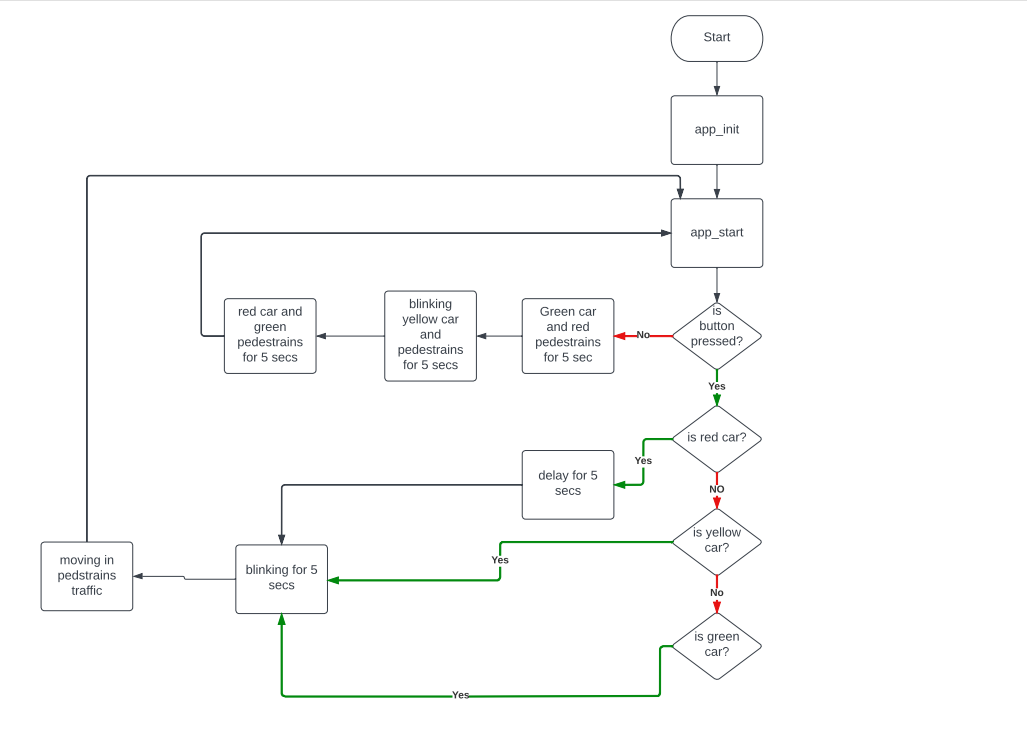 Start
app_init
app_start
is
button
pressed?
No
Green car
and red
pedestrains
for 5 sec
blinking
yellow car
and
pedestrains
for 5 secs
red car and
green
pedestrains
for 5 secs
Yes
is red car?
Yes
delay for 5
secs
NO
is yellow
car?
Yes
blinking for 5
secs
moving in
pedstrains
traffic
No
is green
car?
Yes